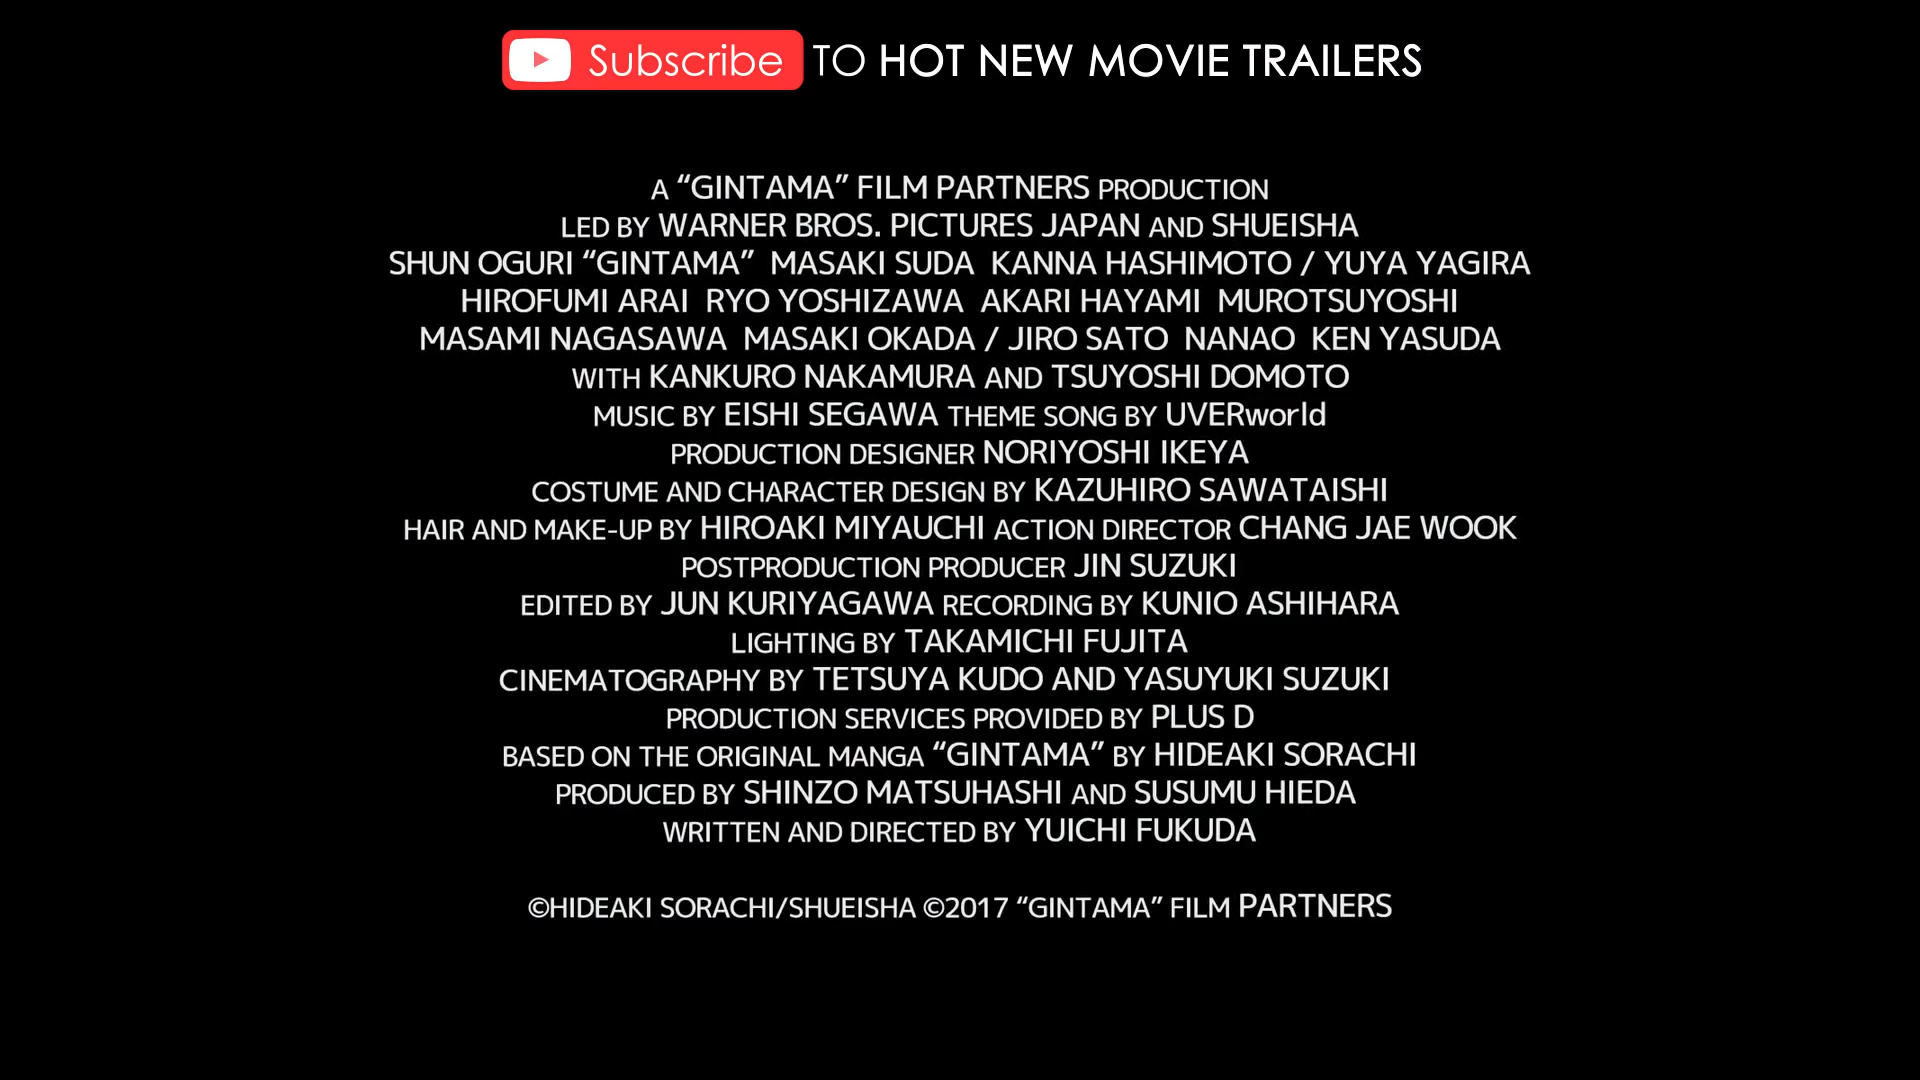 Subscribe TO HOT NEW MOVIE TRAILERS
A “GINTAMA” FILM PARTNERS PRODUCTION
LED BY WARNER BROS. PICTURES JAPAN AND SHUEISHA
SHUN OGURI “GINTAMA” MASAKI SUDA KANNA HASHIMOTO / YUYA YAGIRA
HIROFUMI ARAI RYO YOSHIZAWA AKARI HAYAMI MUROTSUYOSHI
MASAMI NAGASAWA MASAKI OKADA / JIRO SATO NANAO KEN YASUDA
WITH KANKURO NAKAMURA AND TSUYOSHI DOMOTO
MUSIC BY EISHI SEGAWA THEME SONG BY UVERworld
PRODUCTION DESIGNER NORIYOSHI IKEYA
COSTUME AND CHARACTER DESIGN BY KAZUHIRO SAWATAISHI
HAIR AND MAKE-UP BY HIROAKI MIYAUCHI ACTION DIRECTOR CHANG JAE WOOK
POSTPRODUCTION PRODUCER JIN SUZUKI
EDITED BY JUN KURIYAGAWA RECORDING BY KUNIO ASHIHARA
LIGHTING BY TAKAMICHI FUJITA
CINEMATOGRAPHY BY TETSUYA KUDO AND YASUYUKI SUZUKI
PRODUCTION SERVICES PROVIDED BY PLUS D
BASED ON THE ORIGINAL MANGA “GINTAMA” BY HIDEAKI SORACHI
PRODUCED BY SHINZO MATSUHASHI AND SUSUMU HIEDA
WRITTEN AND DIRECTED BY YUICHI FUKUDA
©HIDEAKI SORACHI/SHUEISHA ©2017 “GINTAMA” FILM PARTNERS